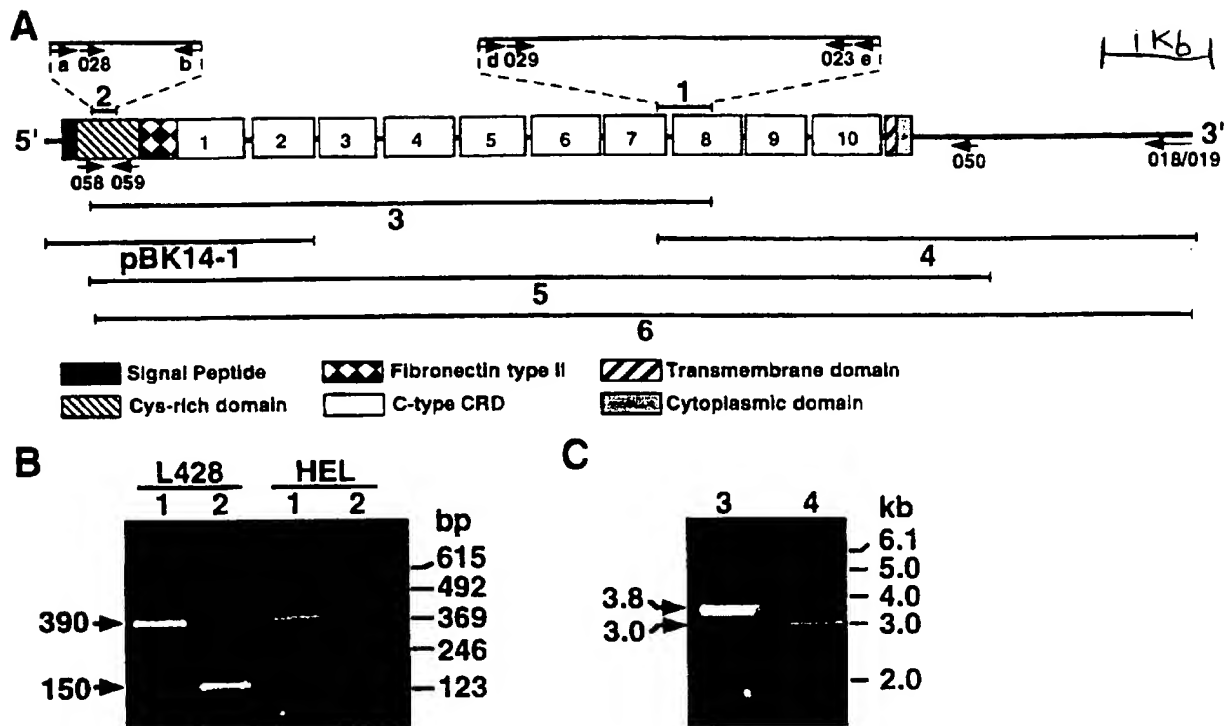 A
a 028 b
d 029 023 e
1 Kb
2 1
5' 1 2 3 4 5 6 7 8 9 10 3'
058 059 050 018/019
3
pBK14-1 4
5
6
Signal Peptide Fibronectin type II Transmembrane domain
Cys-rich domain C-type CRD Cytoplasmic domain
B C
L428 HEL
1 2 1 2 bp
615
492
390 369
246
150 123
3 4 kb
6.1
5.0
3.8 4.0
3.0 3.0
2.0